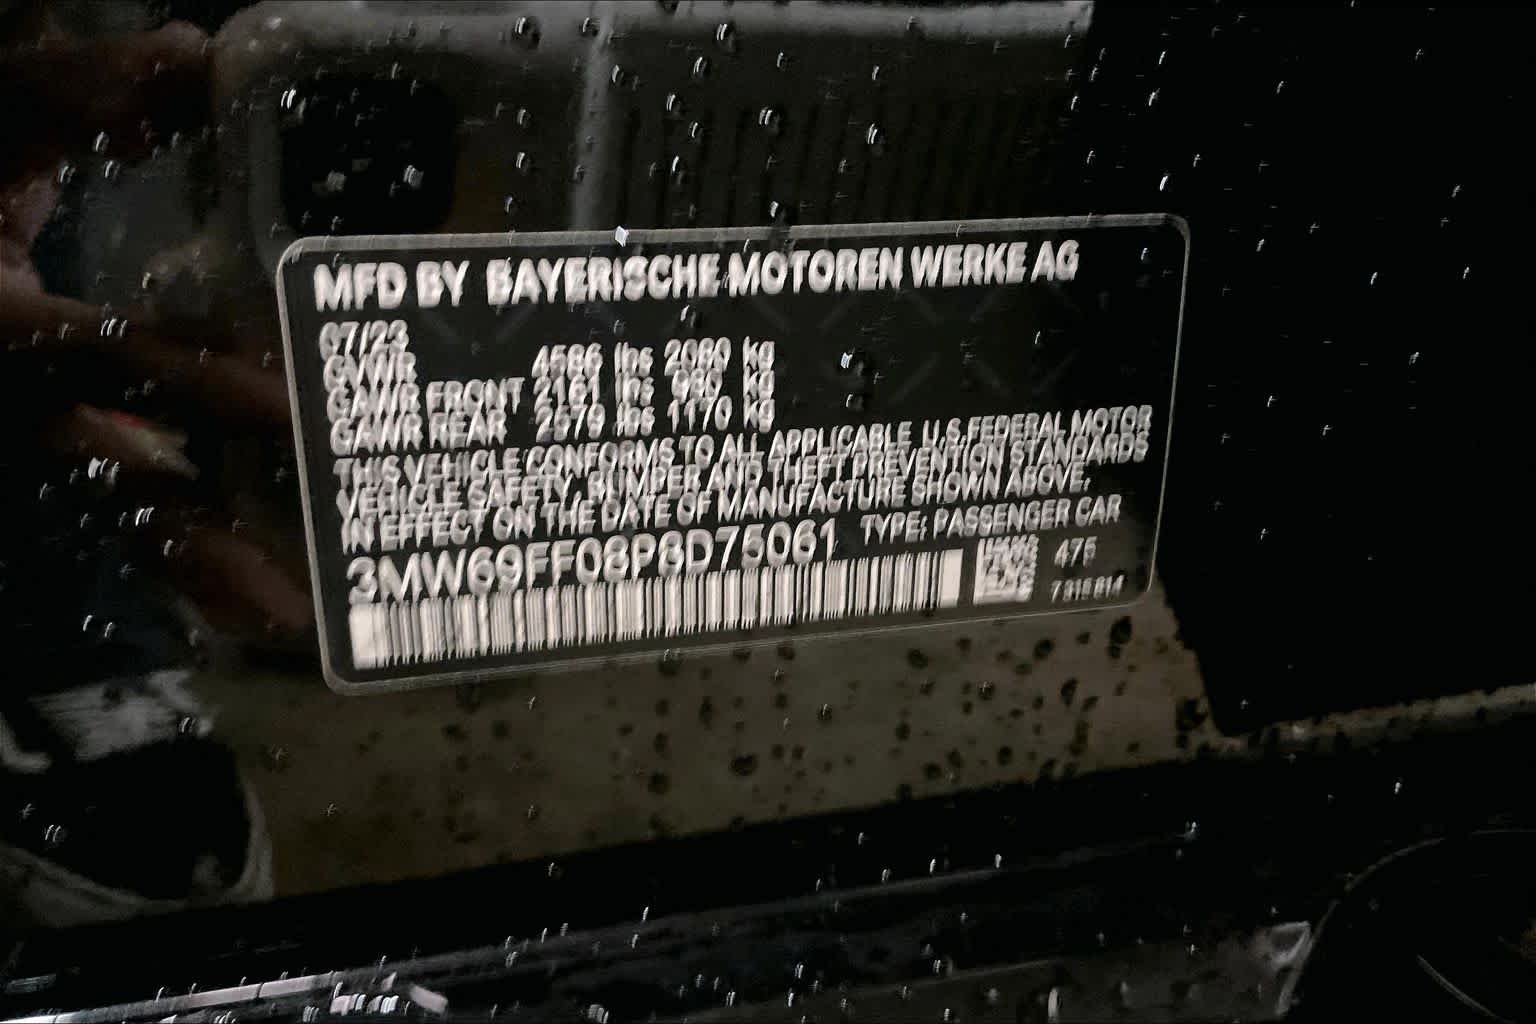 MFD BY BAYERISCHE MOTOREN WERKE AG
07/23
GVWR 4586 lbs 2080 kg
GAWR FRONT 2161 lbs 980 kg
GAWR REAR 2579 lbs 1170 kg
THIS VEHICLE CONFORMS TO ALL APPLICABLE U.S.FEDERAL MOTOR
VEHICLE SAFETY, BUMPER AND THEFT PREVENTION STANDARDS
IN EFFECT ON THE DATE OF MANUFACTURE SHOWN ABOVE.
3MW69FF08P8D75061 TYPE: PASSENGER CAR
475